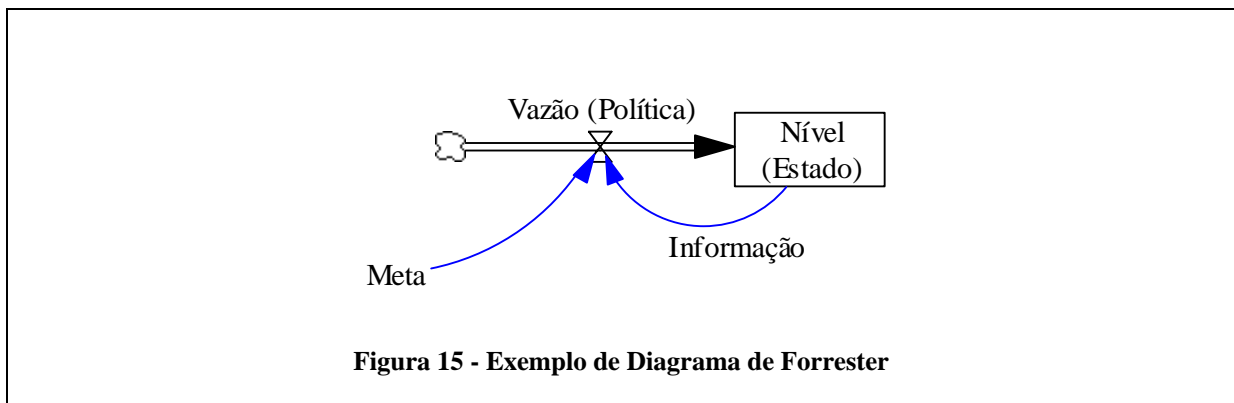 Vazão (Política)
Nível
(Estado)
Informação
Meta
Figura 15 - Exemplo de Diagrama de Forrester